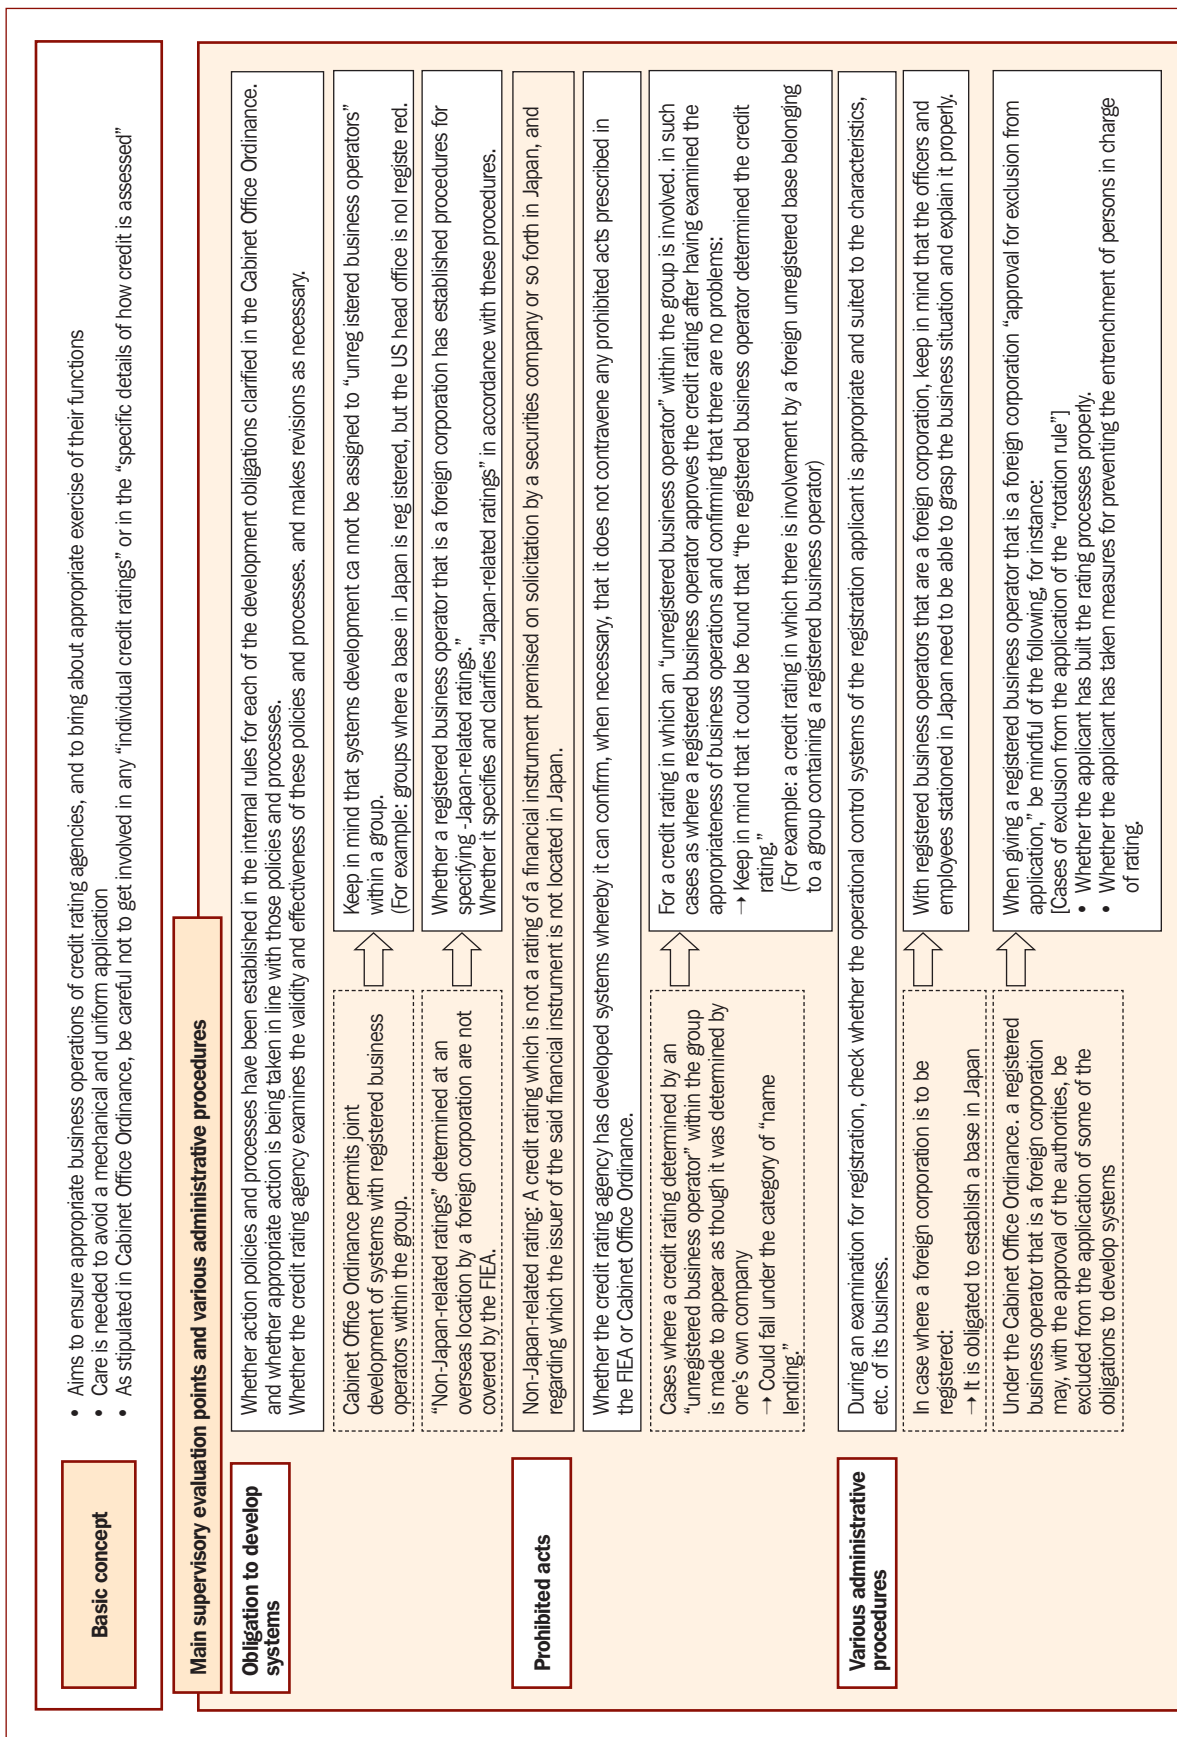 Basic concept
• Aims to ensure appropriate business operations of credit rating agencies, and to bring about appropriate exercise of their functions
• Care is needed to avoid a mechanical and uniform application
• As stipulated in Cabinet Office Ordinance, be careful not to get involved in any “individual credit ratings” or in the “specific details of how credit is assessed”
Main supervisory evaluation points and various administrative procedures
Obligation to develop
systems
Whether action policies and processes have been established in the internal rules for each of the development obligations clarified in the Cabinet Office Ordinance.
and whether appropriate action is being taken in line with those policies and processes.
Whether the credit rating agency examines the validity and effectiveness of these policies and processes. and makes revisions as necessary.
Cabinet Office Ordinance permits joint
development of systems with registered business
operators within the group.
Keep in mind that systems development ca nnot be assigned to “unreg istered business operators”
within a group.
(For example: groups where a base in Japan is reg istered, but the US head office is nol registe red.
“Non-Japan-related ratings” determined at an
overseas location by a foreign corporation are not
covered by the FIEA.
Whether a registered business operator that is a foreign corporation has established procedures for
specifying -Japan-related ratings.”
Whether it specifies and clarifies “Japan-related ratings” in accordance with these procedures.
Non-Japan-related rating: A credit rating which is not a rating of a financial instrument premised on solicitation by a securities company or so forth in Japan, and
regarding which the issuer of the said financial instrument is not located in Japan.
Prohibited acts
Whether the credit rating agency has developed systems whereby it can confirm, when necessary, that it does not contravene any prohibited acts prescribed in
the FIEA or Cabinet Office Ordinance.
Cases where a credit rating determined by an
“unregistered business operator” within the group
is made to appear as though it was determined by
one’s own company
→ Could fall under the category of “name
lending.”
For a credit rating in which an “unregistered business operator” within the group is involved. in such
cases as where a registered business operator approves the credit rating after having examined the
appropriateness of business operations and confirming that there are no problems:
→ Keep in mind that it could be found that “the registered business operator determined the credit
rating.”
(For example: a credit rating in which there is involvement by a foreign unregistered base belonging
to a group containing a registered business operator)
Various administrative
procedures
During an examination for registration, check whether the operational control systems of the registration applicant is appropriate and suited to the characteristics,
etc. of its business.
In case where a foreign corporation is to be
registered:
→ It is obligated to establish a base in Japan
With registered business operators that are a foreign corporation, keep in mind that the officers and
employees stationed in Japan need to be able to grasp the business situation and explain it properly.
Under the Cabinet Office Ordinance. a registered
business operator that is a foreign corporation
may, with the approval of the authorities, be
excluded from the application of some of the
obligations to develop systems
When giving a registered business operator that is a foreign corporation “approval for exclusion from
application,” be mindful of the following, for instance:
[Cases of exclusion from the application of the “rotation rule”]
• Whether the applicant has built the rating processes properly.
• Whether the applicant has taken measures for preventing the entrenchment of persons in charge
of rating.